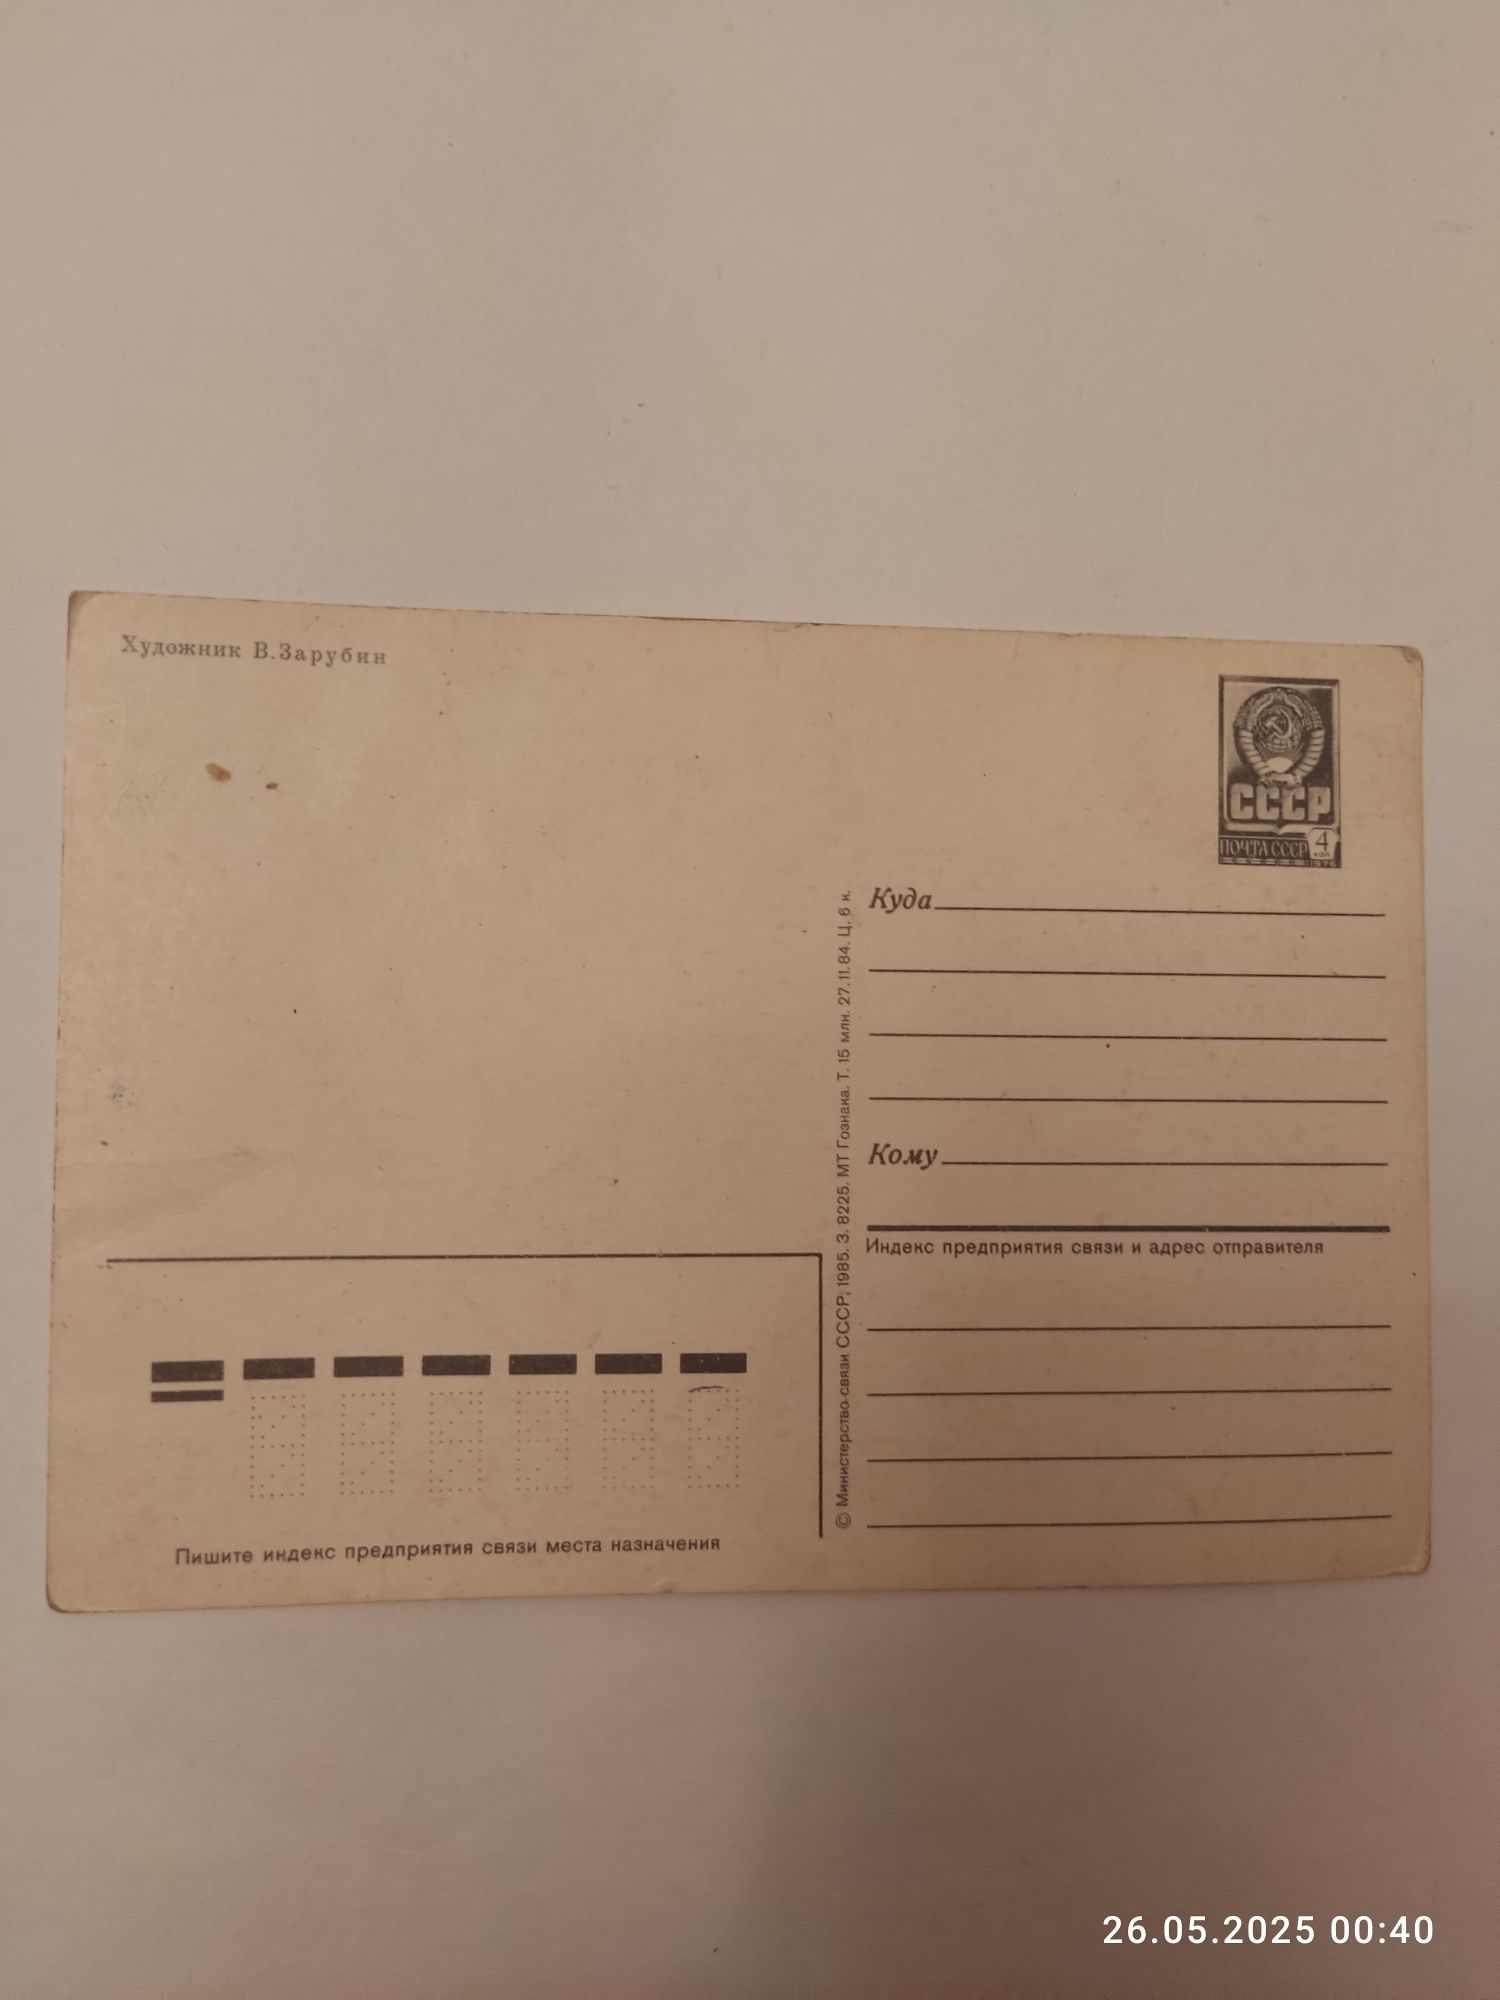 Художник В.Зарубин
СССР
ПОЧТА СССР 4 коп
1976
Куда
Кому
Индекс предприятия связи и адрес отправителя
© Министерство связи СССР, 1985. З. 8225. МТ Гознака. Т. 15 млн. 27.11.84. Ц. 6 к.
Пишите индекс предприятия связи места назначения
26.05.2025 00:40